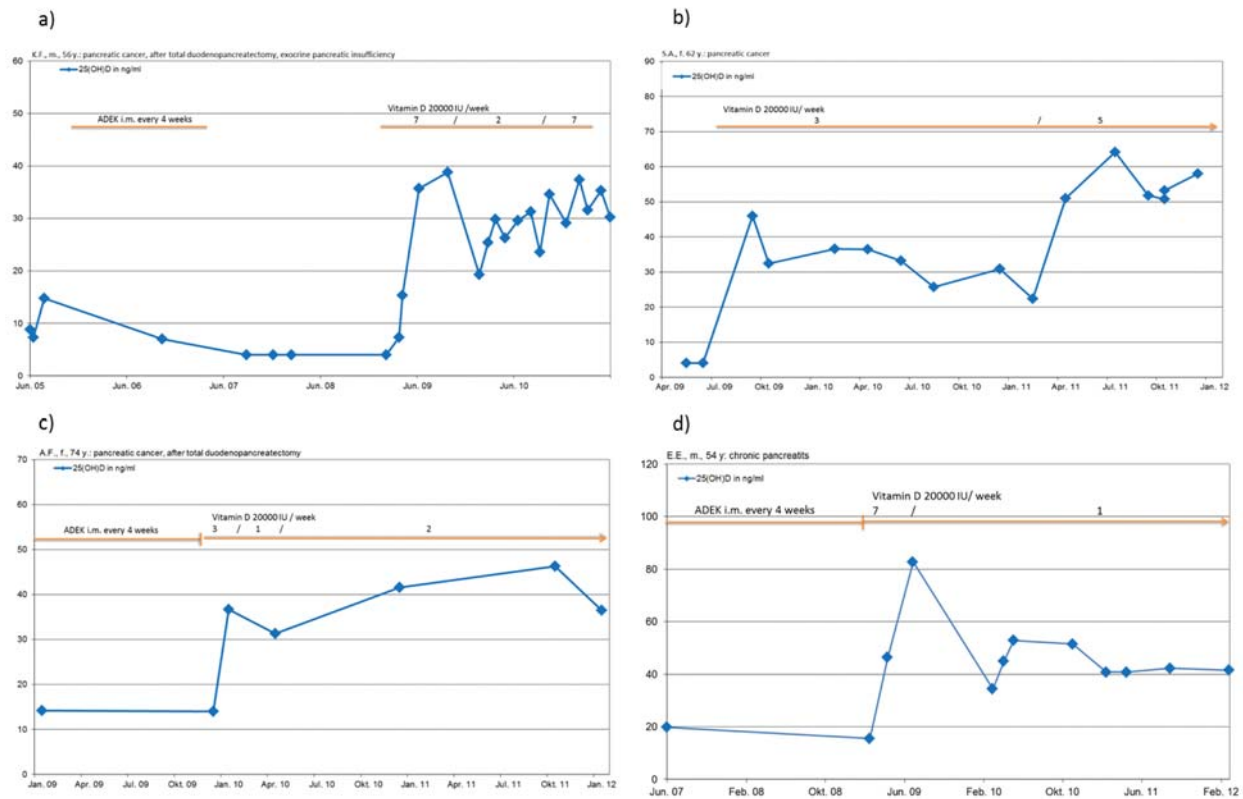 a)
K.F., m., 56 y.: pancreatic cancer, after total duodenopancreatectomy, exocrine pancreatic insufficiency
60
25(OH)D in ng/ml
50
Vitamin D 20000 IU /week
ADEK i.m. every 4 weeks
7 / 2 / 7
40
30
20
10
0
Jun. 05 Jun. 06 Jun. 07 Jun. 08 Jun. 09 Jun. 10
b)
S.A., f. 62 y.: pancreatic cancer
90
25(OH)D in ng/ml
80
Vitamin D 20000 IU/ week
3 / 5
70
60
50
40
30
20
10
0
Apr. 09 Jul. 09 Okt. 09 Jan. 10 Apr. 10 Jul. 10 Okt. 10 Jan. 11 Apr. 11 Jul. 11 Okt. 11 Jan. 12
c)
A.F., f., 74 y.: pancreatic cancer, after total duodenopancreatectomy
70
25(OH)D in ng/ml
60
Vitamin D 20000 IU / week
ADEK i.m. every 4 weeks
3 / 1 / 2
50
40
30
20
10
0
Jan. 09 Apr. 09 Jul. 09 Okt. 09 Jan. 10 Apr. 10 Jul. 10 Okt. 10 Jan. 11 Apr. 11 Jul. 11 Okt. 11 Jan. 12
d)
E.E., m., 54 y: chronic pancreatits
120
25(OH)D in ng/ml
Vitamin D 20000 IU/ week
ADEK i.m. every 4 weeks
7 / 1
100
80
60
40
20
0
Jun. 07 Feb. 08 Okt. 08 Jun. 09 Feb. 10 Okt. 10 Jun. 11 Feb. 12